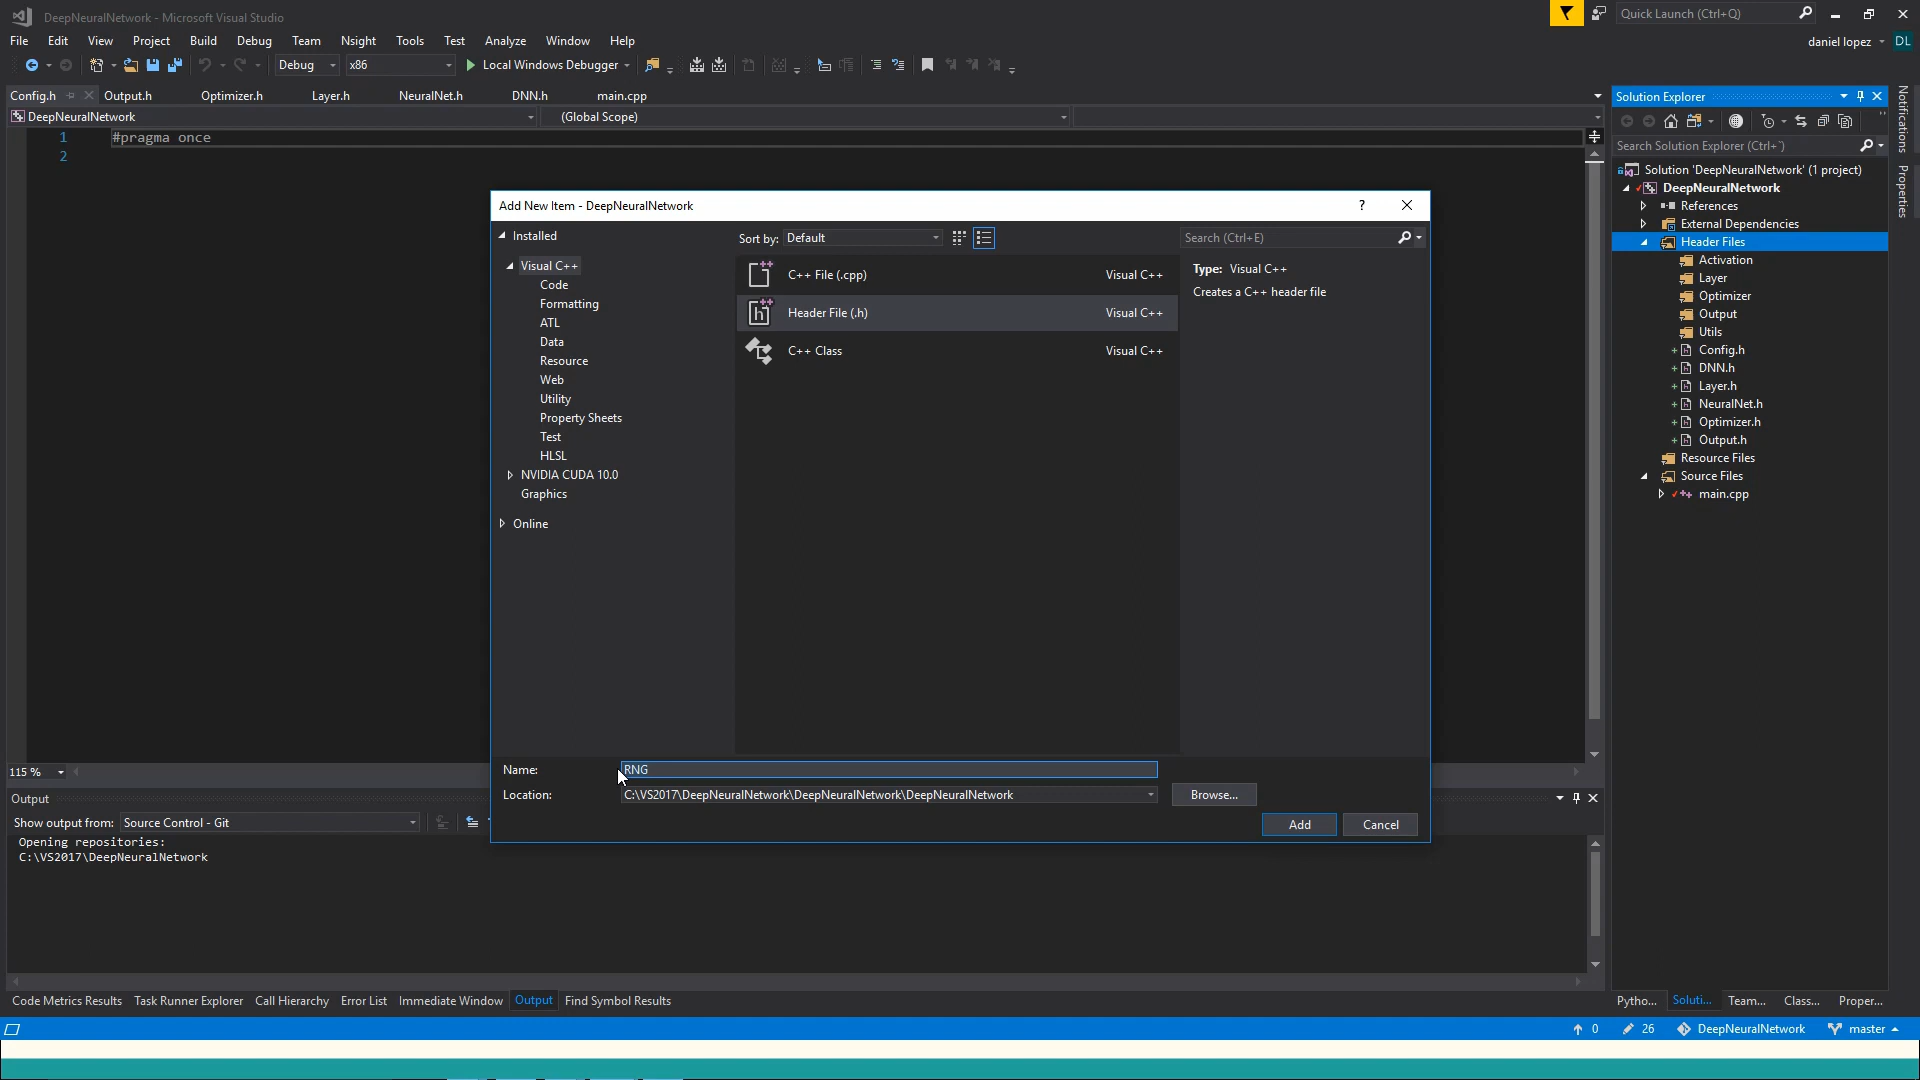 DeepNeuralNetwork - Microsoft Visual Studio
Quick Launch (Ctrl+Q)
File Edit View Project Build Debug Team Nsight Tools Test Analyze Window Help
daniel lopez DL
Debug x86 Local Windows Debugger
Config.h Output.h Optimizer.h Layer.h NeuralNet.h DNN.h main.cpp
DeepNeuralNetwork (Global Scope)
1 #pragma once
2
Add New Item - DeepNeuralNetwork
?
Installed
Visual C++
Code
Formatting
ATL
Data
Resource
Web
Utility
Property Sheets
Test
HLSL
NVIDIA CUDA 10.0
Graphics
Online
Sort by: Default
Search (Ctrl+E)
C++ File (.cpp) Visual C++
Header File (.h) Visual C++
C++ Class Visual C++
Type: Visual C++
Creates a C++ header file
Name: RNG
Location: C:\VS2017\DeepNeuralNetwork\DeepNeuralNetwork\DeepNeuralNetwork
Browse...
Add Cancel
Solution Explorer
Search Solution Explorer (Ctrl+¨)
Solution 'DeepNeuralNetwork' (1 project)
DeepNeuralNetwork
References
External Dependencies
Header Files
Activation
Layer
Optimizer
Output
Utils
Config.h
DNN.h
Layer.h
NeuralNet.h
Optimizer.h
Output.h
Resource Files
Source Files
main.cpp
Notifications
Properties
115 %
Output
Show output from: Source Control - Git
Opening repositories:
C:\VS2017\DeepNeuralNetwork
Code Metrics Results Task Runner Explorer Call Hierarchy Error List Immediate Window Output Find Symbol Results
Pytho... Soluti... Team... Class... Proper...
0 26 DeepNeuralNetwork master